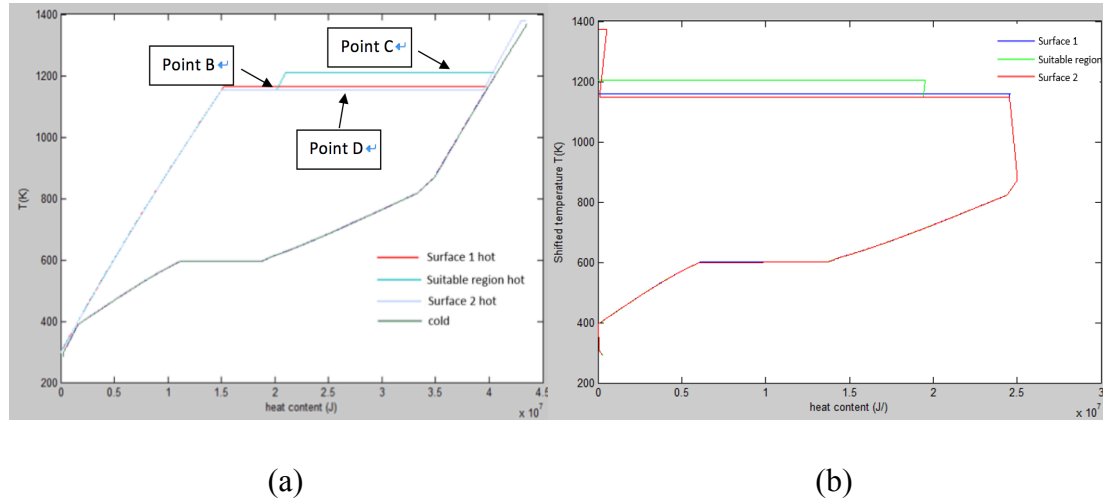 1400
1200
1000
800
600
400
200
T(K)
Point B ↵
Point C ↵
Point D ↵
Surface 1 hot
Suitable region hot
Surface 2 hot
cold
0 0.5 1 1.5 2 2.5 3 3.5 4 4.5
heat content (J)
x 10⁷
1400
1200
1000
800
600
400
200
Shifted temperature T(K)
Surface 1
Suitable region
Surface 2
0 0.5 1 1.5 2 2.5 3
heat content (J/)
x 10⁷
(a) (b)